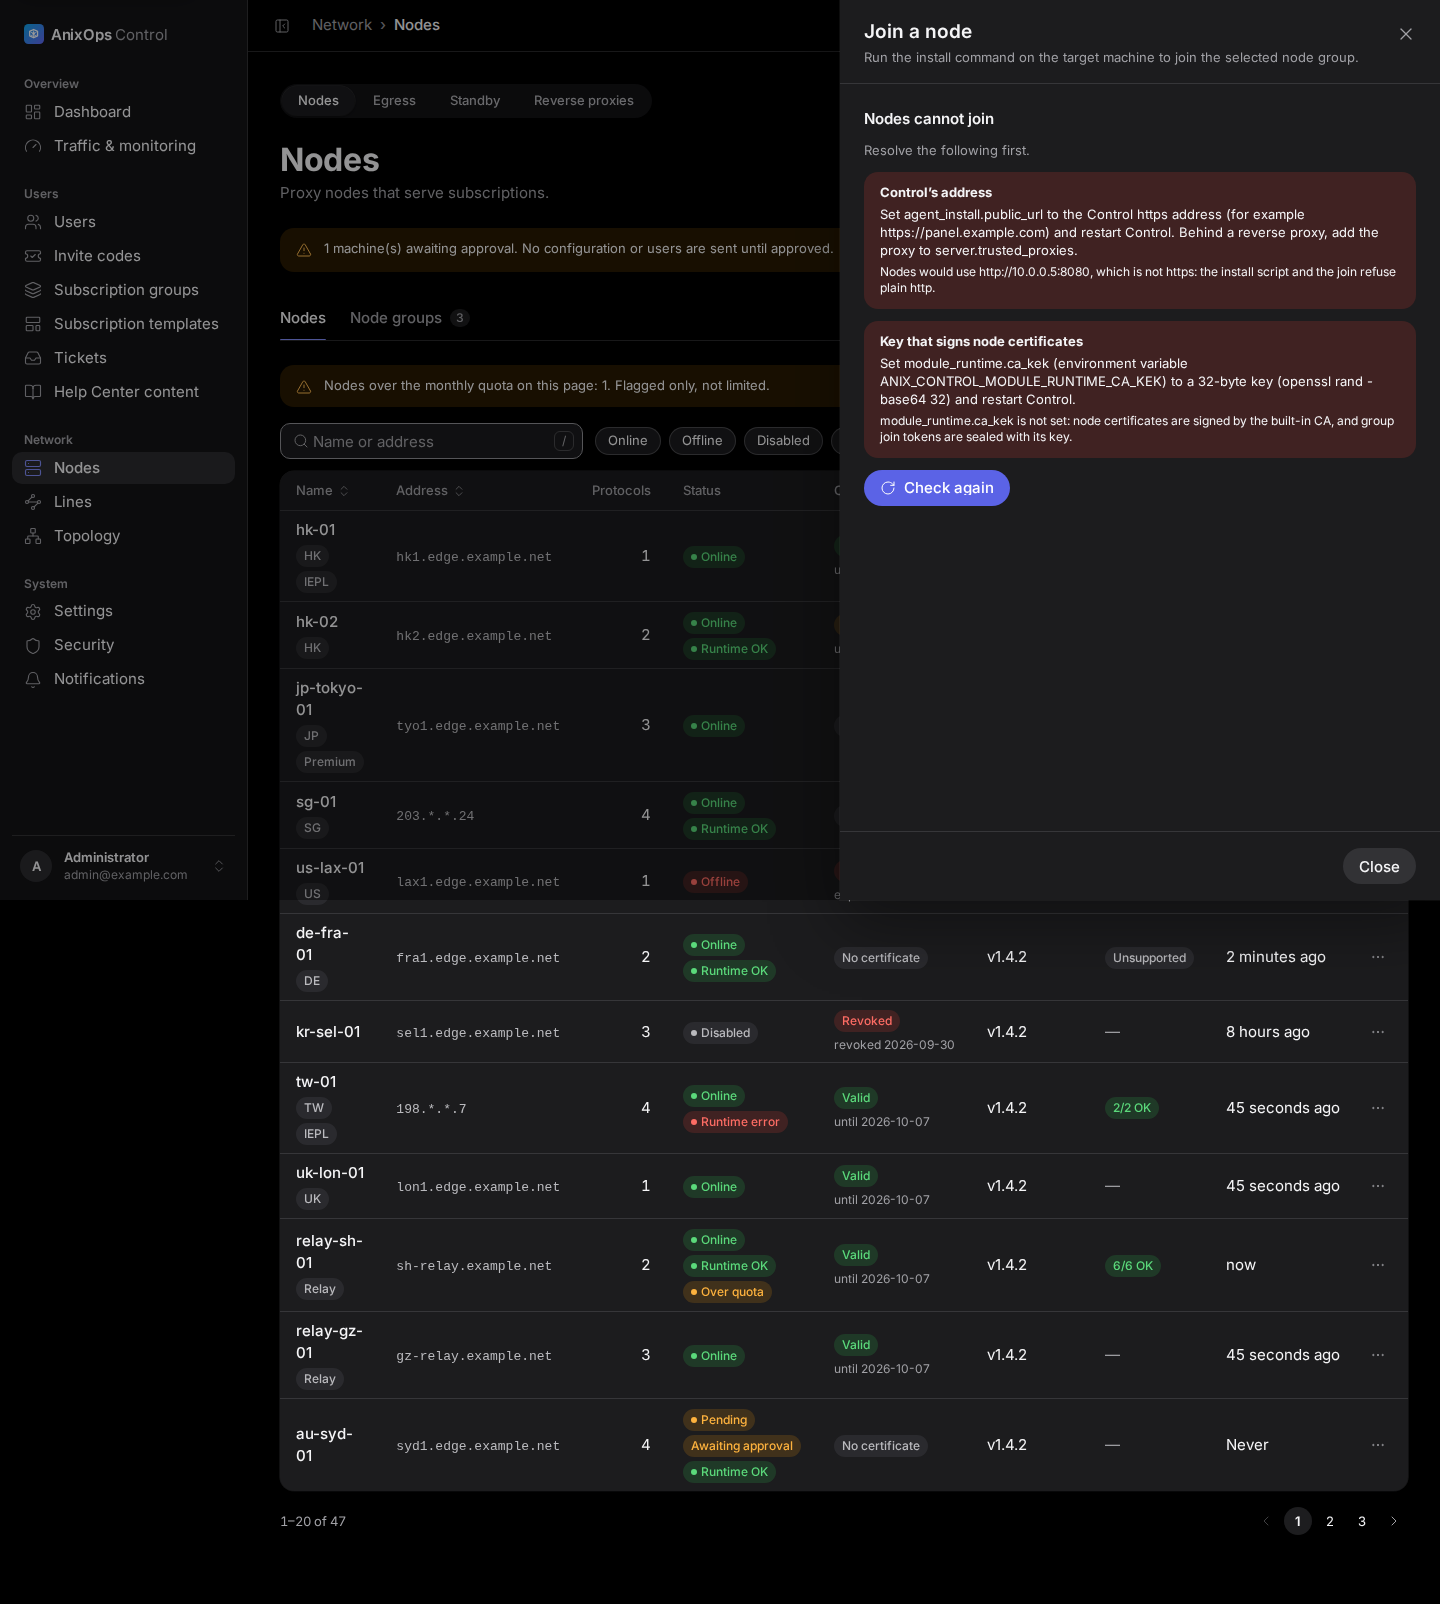 AnixOps Control
Overview
Dashboard
Traffic & monitoring
Users
Users
Invite codes
Subscription groups
Subscription templates
Tickets
Help Center content
Network
Nodes
Lines
Topology
System
Settings
Security
Notifications
A
Administrator
admin@example.com
Network › Nodes
Nodes Egress Standby Reverse proxies
Nodes
Proxy nodes that serve subscriptions.
1 machine(s) awaiting approval. No configuration or users are sent until approved.
Nodes Node groups 3
Nodes over the monthly quota on this page: 1. Flagged only, not limited.
Name or address /
Online Offline Disabled
Name Address Protocols Status
hk-01
HK
IEPL
hk1.edge.example.net 1 Online
hk-02
HK
hk2.edge.example.net 2 Online
Runtime OK
jp-tokyo-
01
JP
Premium
tyo1.edge.example.net 3 Online
sg-01
SG
203.*.*.24 4 Online
Runtime OK
us-lax-01
US
lax1.edge.example.net 1 Offline
de-fra-
01
DE
fra1.edge.example.net 2 Online
Runtime OK
No certificate v1.4.2 Unsupported 2 minutes ago ···
kr-sel-01 sel1.edge.example.net 3 Disabled Revoked
revoked 2026-09-30
v1.4.2 — 8 hours ago ···
tw-01
TW
IEPL
198.*.*.7 4 Online
Runtime error
Valid
until 2026-10-07
v1.4.2 2/2 OK 45 seconds ago ···
uk-lon-01
UK
lon1.edge.example.net 1 Online Valid
until 2026-10-07
v1.4.2 — 45 seconds ago ···
relay-sh-
01
Relay
sh-relay.example.net 2 Online
Runtime OK
Over quota
Valid
until 2026-10-07
v1.4.2 6/6 OK now ···
relay-gz-
01
Relay
gz-relay.example.net 3 Online Valid
until 2026-10-07
v1.4.2 — 45 seconds ago ···
au-syd-
01
syd1.edge.example.net 4 Pending
Awaiting approval
Runtime OK
No certificate v1.4.2 — Never ···
1–20 of 47
‹ 1 2 3 ›
Join a node
Run the install command on the target machine to join the selected node group.
Nodes cannot join
Resolve the following first.
Control’s address
Set agent_install.public_url to the Control https address (for example
https://panel.example.com) and restart Control. Behind a reverse proxy, add the
proxy to server.trusted_proxies.
Nodes would use http://10.0.0.5:8080, which is not https: the install script and the join refuse
plain http.
Key that signs node certificates
Set module_runtime.ca_kek (environment variable
ANIX_CONTROL_MODULE_RUNTIME_CA_KEK) to a 32-byte key (openssl rand -
base64 32) and restart Control.
module_runtime.ca_kek is not set: node certificates are signed by the built-in CA, and group
join tokens are sealed with its key.
Check again
Close